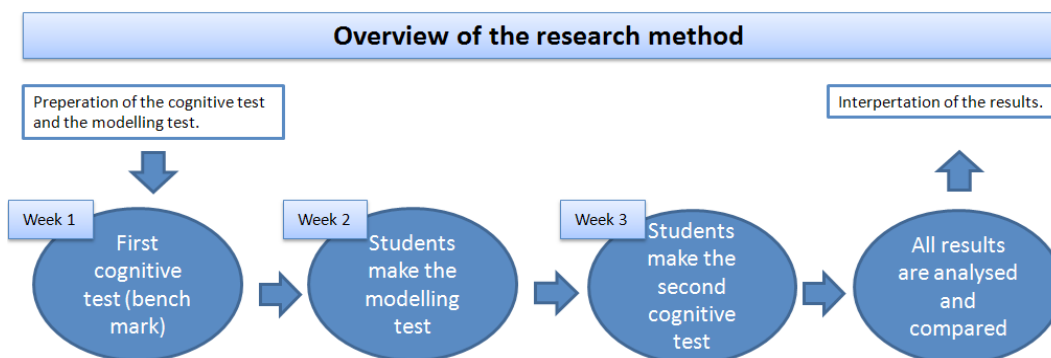 Overview of the research method
Preperation of the cognitive test
and the modelling test.
Interpertation of the results.
Week 1
First
cognitive
test (bench
mark)
Week 2
Students
make the
modelling
test
Week 3
Students
make the
second
cognitive
test
All results
are analysed
and
compared